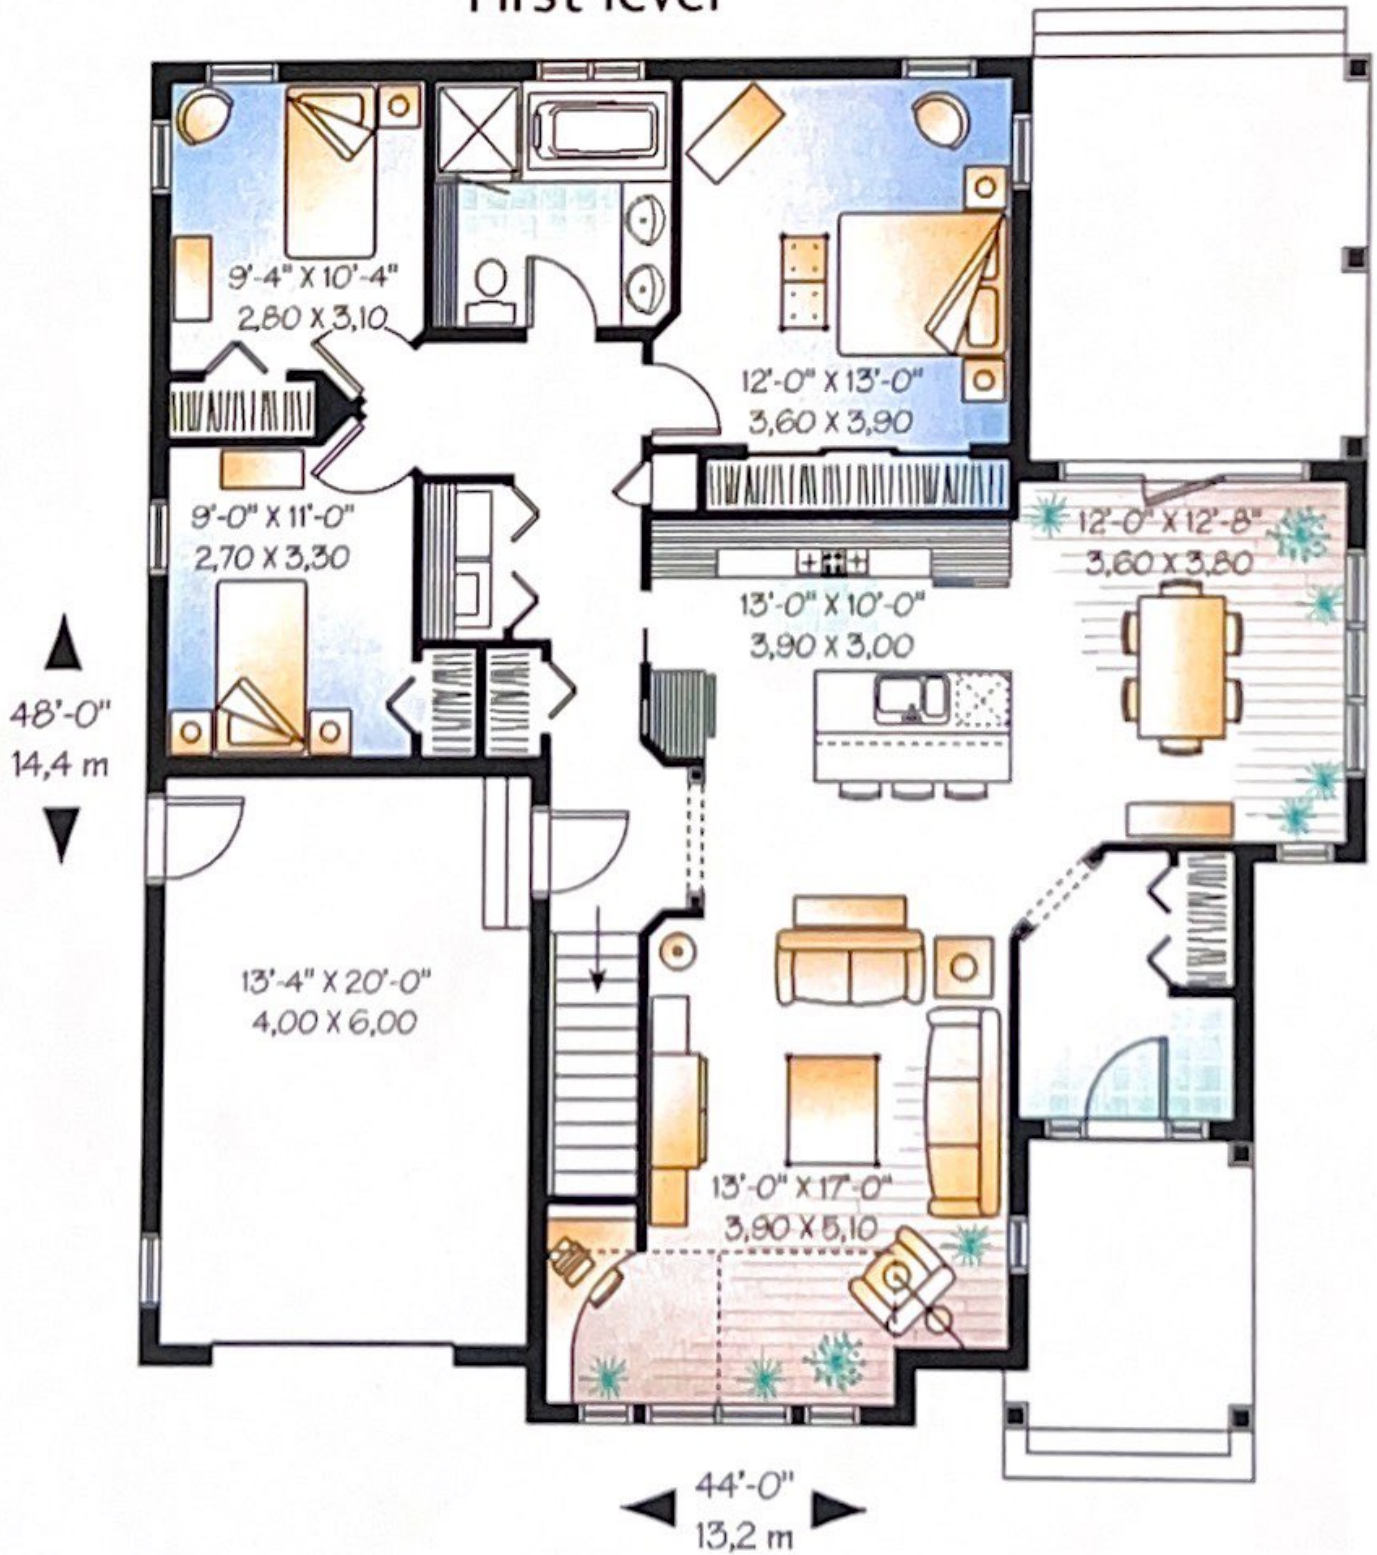 First level
9'-4" X 10'-4"
2,80 X 3,10
12'-0" X 13'-0"
3,60 X 3,90
9'-0" X 11'-0"
2,70 X 3,30
12'-0" X 12'-8"
3,60 X 3,80
13'-0" X 10'-0"
3,90 X 3,00
48'-0"
14,4 m
13'-4" X 20'-0"
4,00 X 6,00
13'-0" X 17'-0"
3,90 X 5,10
44'-0"
13,2 m